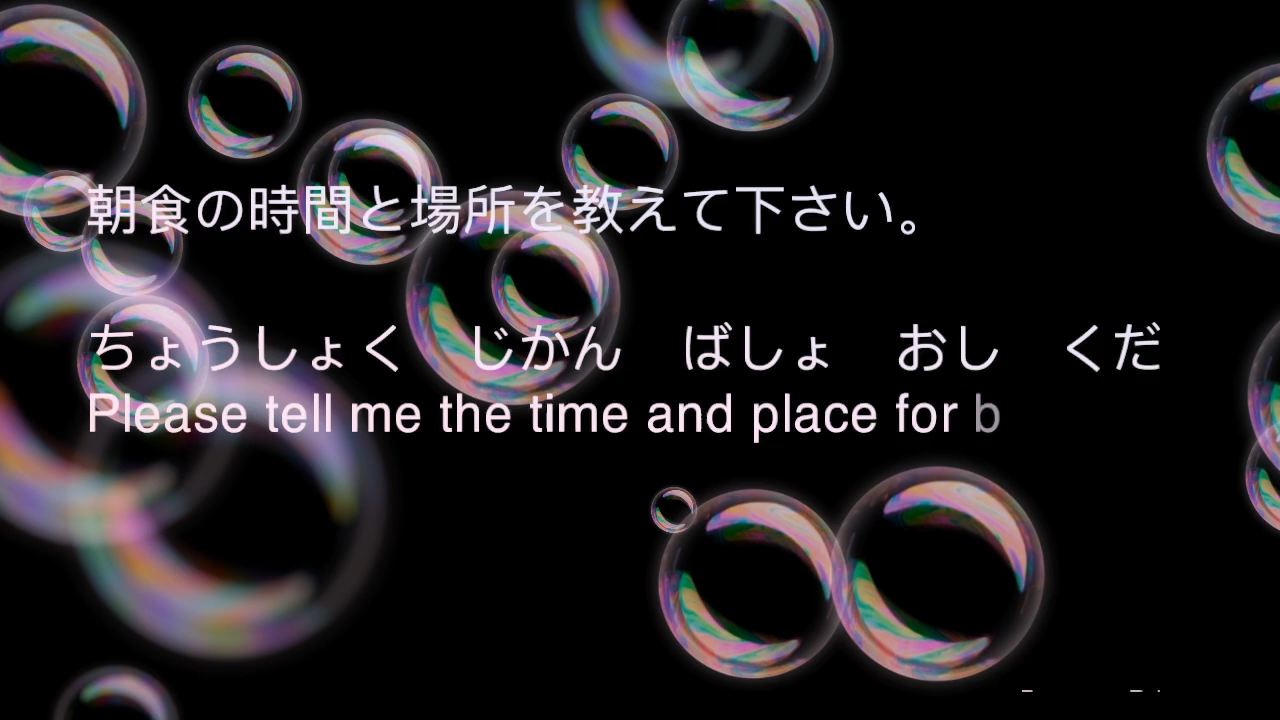 朝食の時間と場所を教えて下さい。
ちょうしょく　じかん　ばしょ　おし　くだ
Please tell me the time and place for b